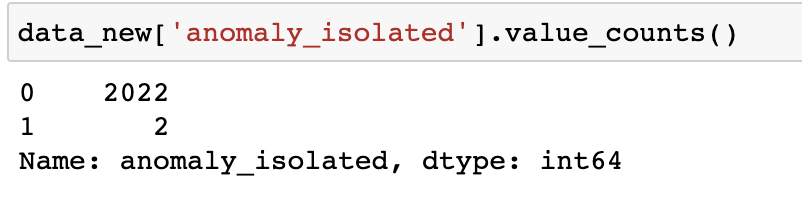 data_new['anomaly_isolated'].value_counts()
0    2022
1       2
Name: anomaly_isolated, dtype: int64